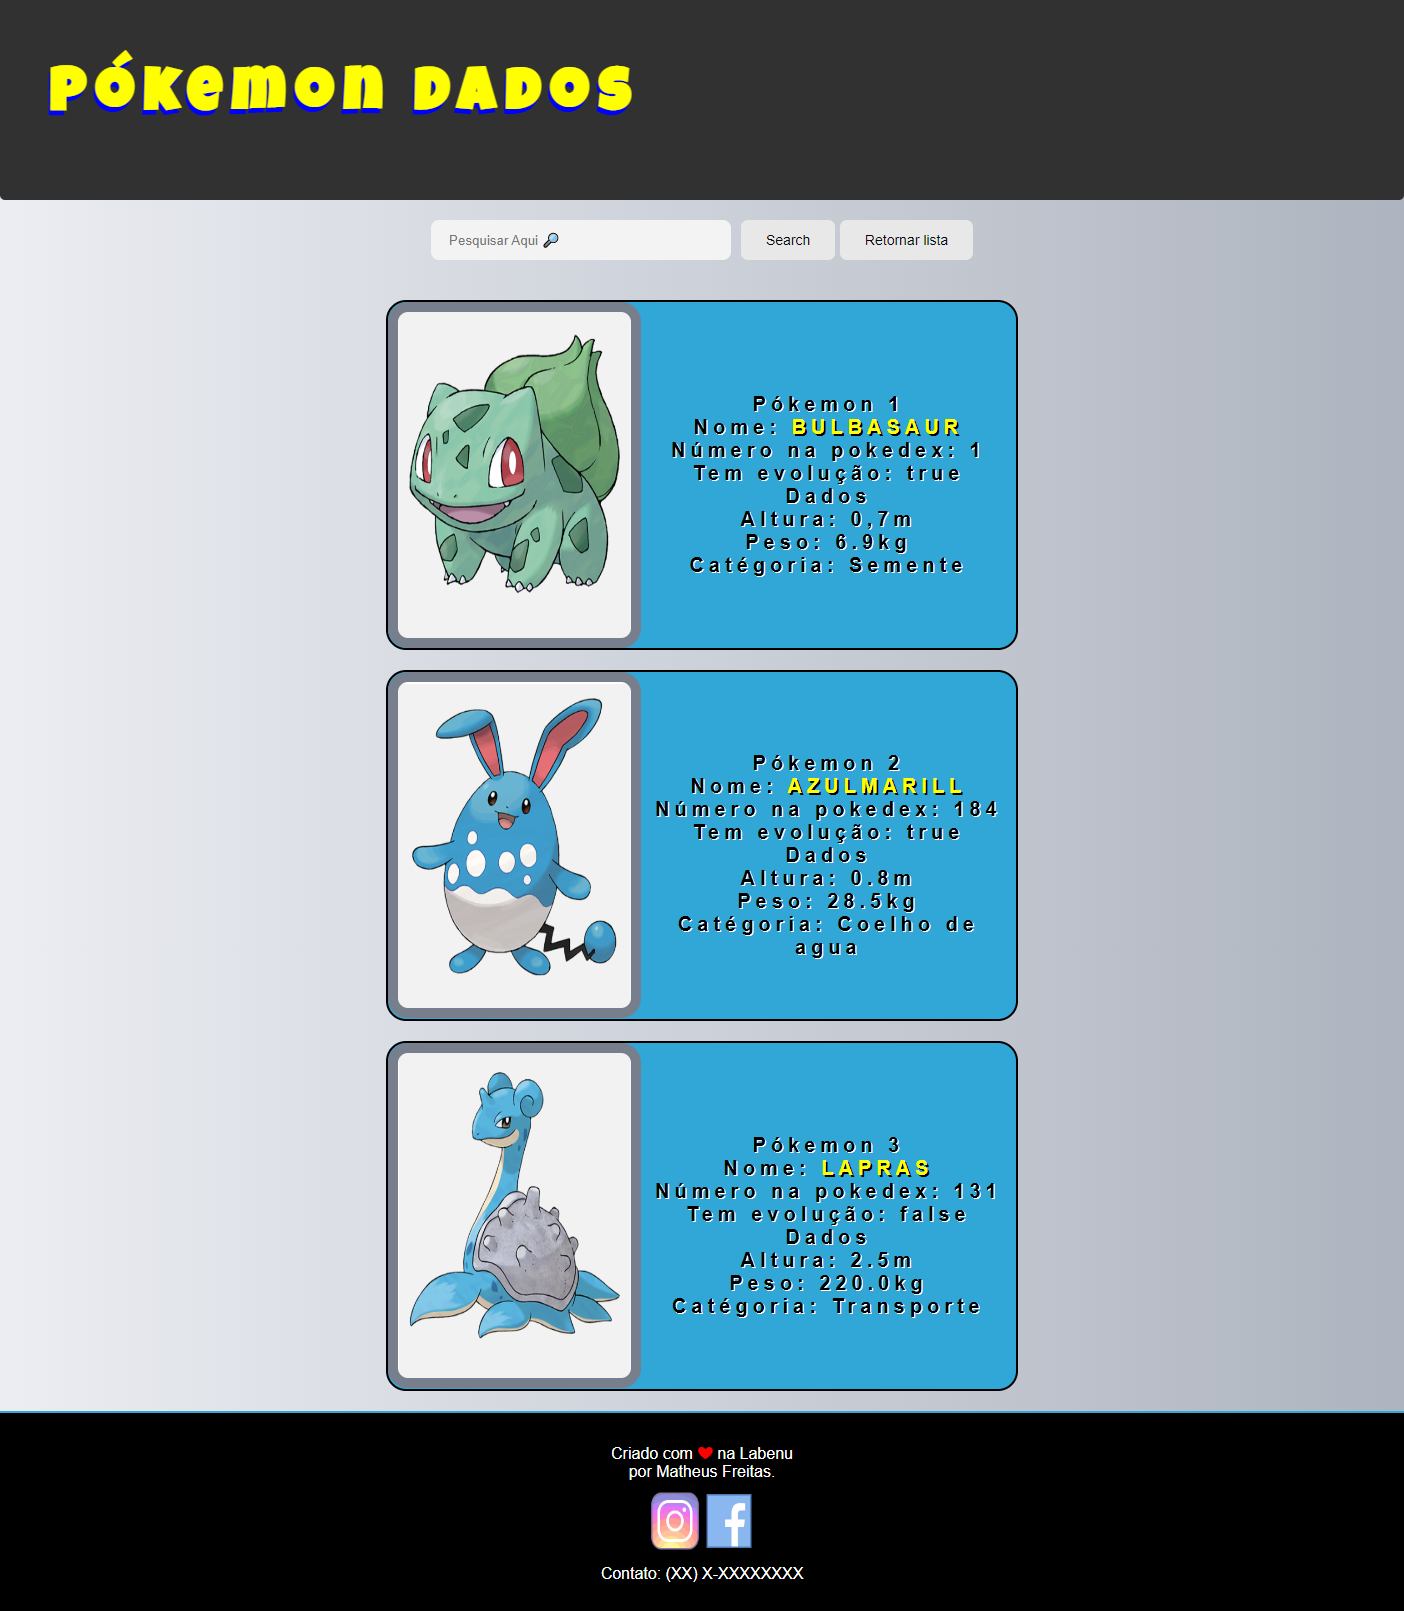 Pókemon Dados
Pesquisar Aqui 🔎 Search Retornar lista
Pókemon 1
Nome: BULBASAUR
Número na pokedex: 1
Tem evolução: true
Dados
Altura: 0,7m
Peso: 6.9kg
Catégoria: Semente
Pókemon 2
Nome: AZULMARILL
Número na pokedex: 184
Tem evolução: true
Dados
Altura: 0.8m
Peso: 28.5kg
Catégoria: Coelho de
agua
Pókemon 3
Nome: LAPRAS
Número na pokedex: 131
Tem evolução: false
Dados
Altura: 2.5m
Peso: 220.0kg
Catégoria: Transporte
Criado com ❤ na Labenu
por Matheus Freitas.
Contato: (XX) X-XXXXXXXX